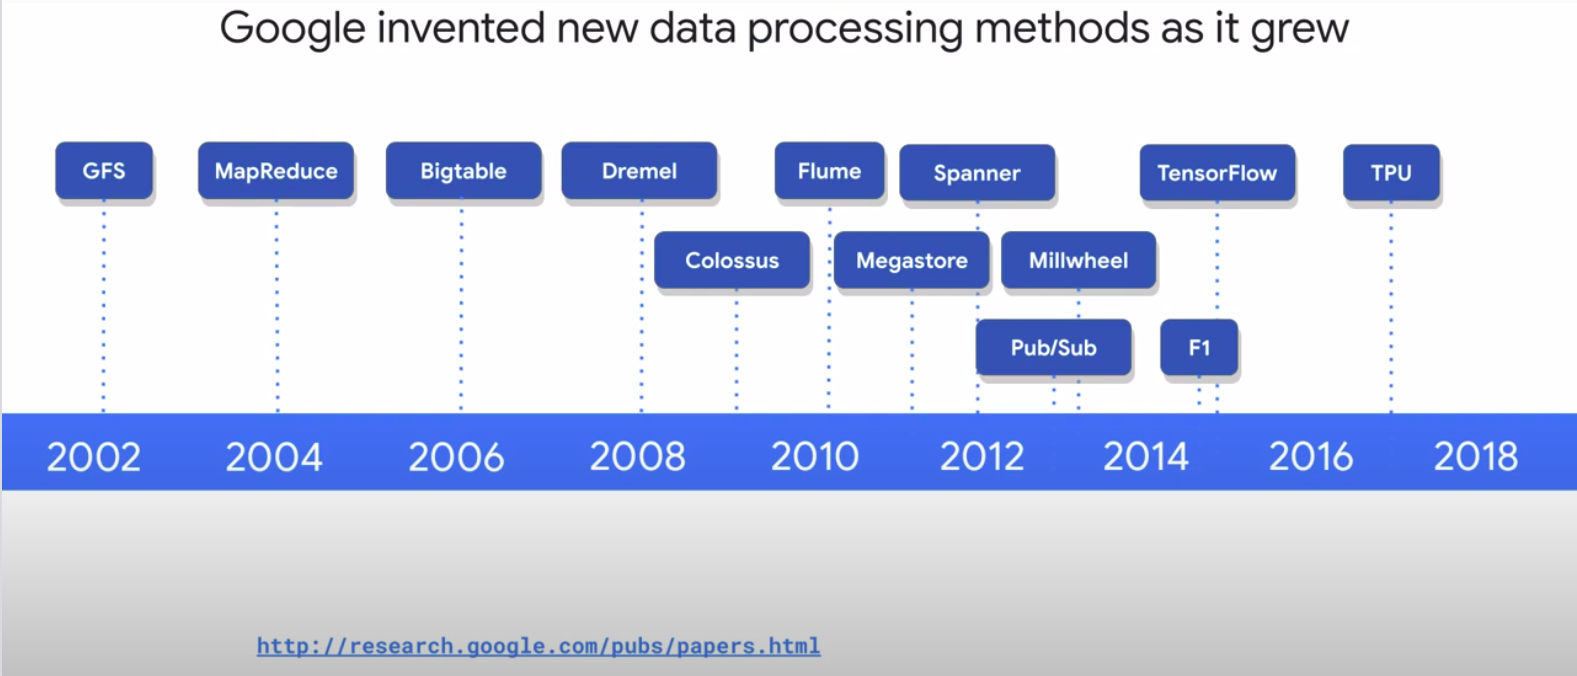 Google invented new data processing methods as it grew
GFS MapReduce Bigtable Dremel Flume Spanner TensorFlow TPU
Colossus Megastore Millwheel
Pub/Sub F1
2002 2004 2006 2008 2010 2012 2014 2016 2018
http://research.google.com/pubs/papers.html